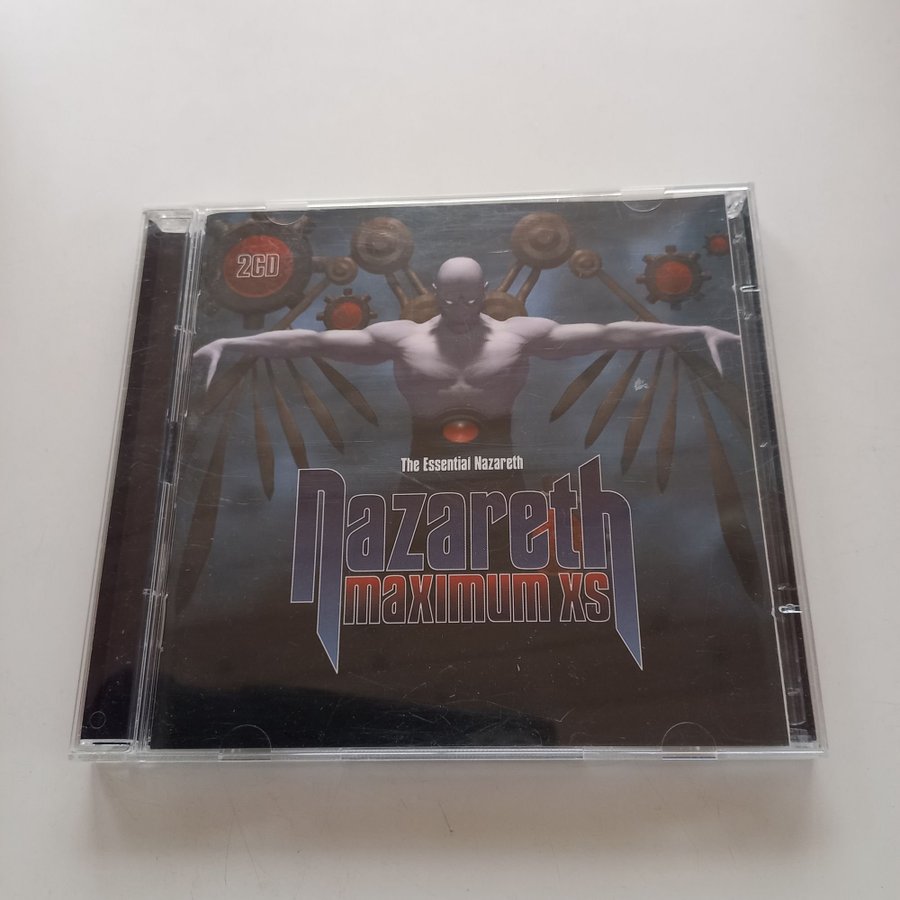 2CD
The Essential Nazareth
nazareth
maximum xs